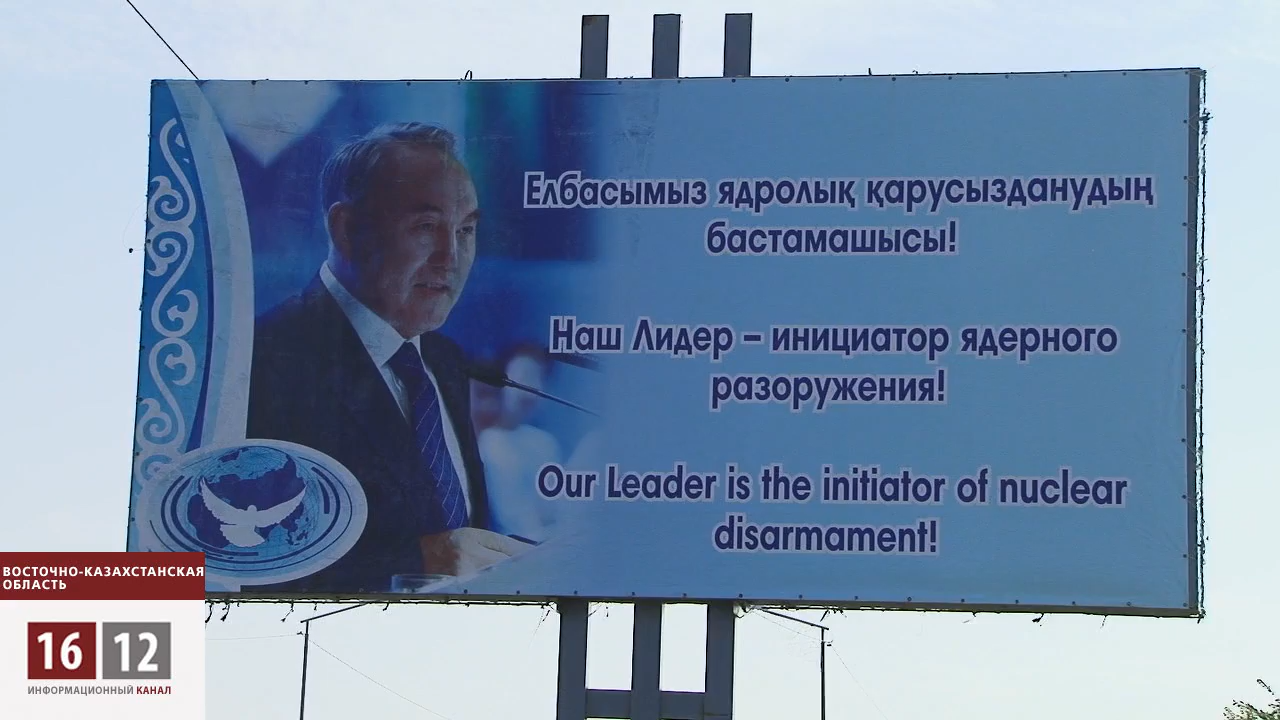 Елбасымыз ядролық қарусызданудың
бастамашысы!
Наш Лидер – инициатор ядерного
разоружения!
Our Leader is the initiator of nuclear
disarmament!
ВОСТОЧНО-КАЗАХСТАНСКАЯ
ОБЛАСТЬ
16 12
ИНФОРМАЦИОННЫЙ КАНАЛ